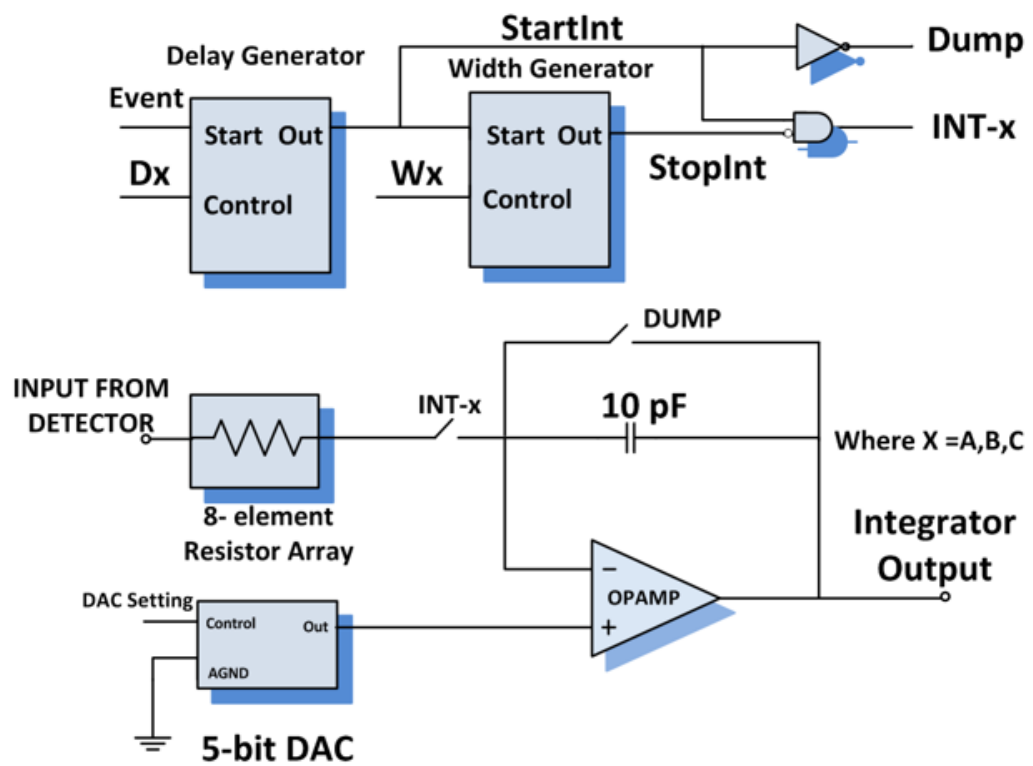 StartInt
Dump
Delay Generator
Width Generator
Event
Start Out
Start Out
INT-x
Dx
Wx
StopInt
Control
Control
DUMP
INPUT FROM
DETECTOR
INT-x
10 pF
Where X =A,B,C
8- element
Resistor Array
Integrator
Output
–
OPAMP
+
DAC Setting
Control
Out
AGND
5-bit DAC